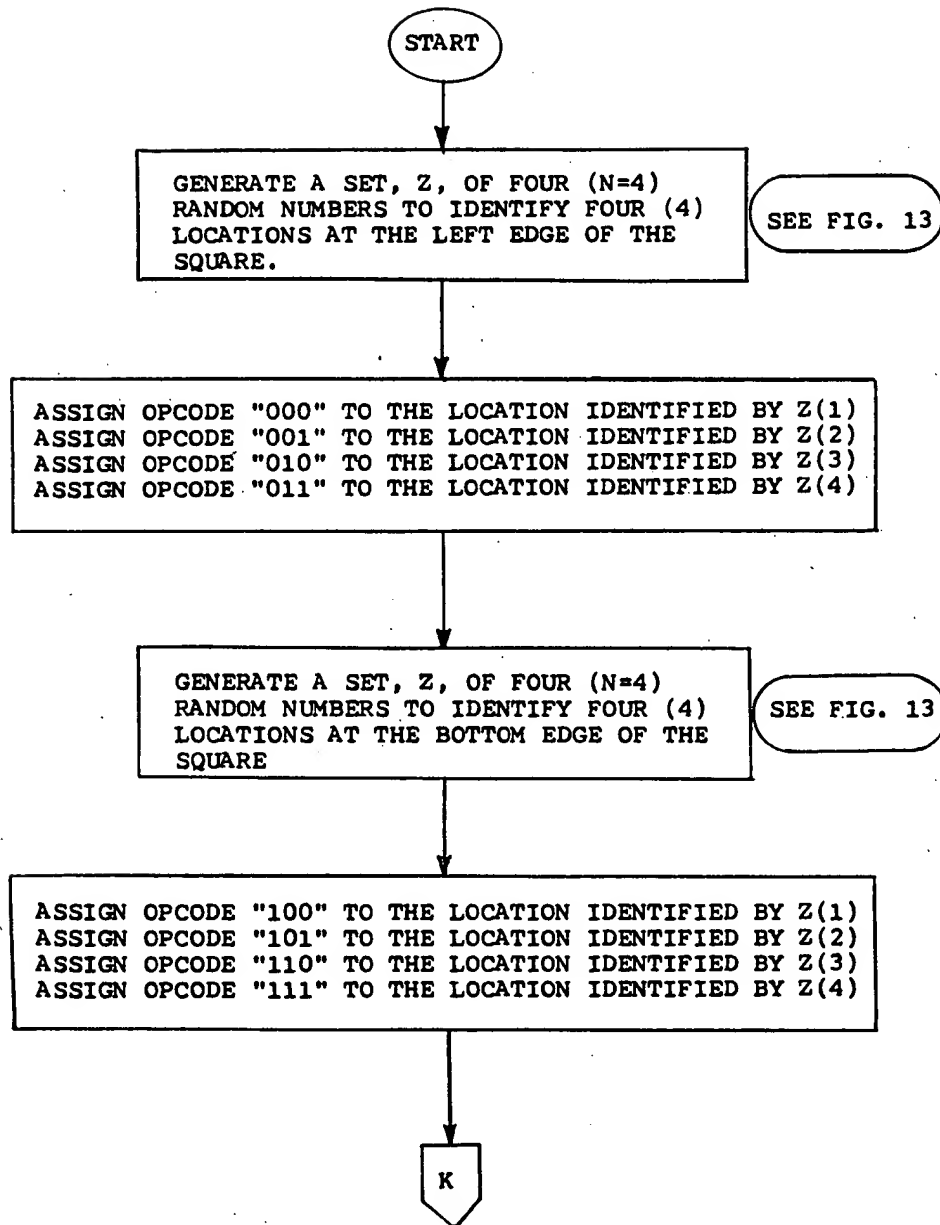 START
GENERATE A SET, Z, OF FOUR (N=4)
RANDOM NUMBERS TO IDENTIFY FOUR (4)
LOCATIONS AT THE LEFT EDGE OF THE
SQUARE.
SEE FIG. 13
ASSIGN OPCODE "000" TO THE LOCATION IDENTIFIED BY Z(1)
ASSIGN OPCODE "001" TO THE LOCATION IDENTIFIED BY Z(2)
ASSIGN OPCODE "010" TO THE LOCATION IDENTIFIED BY Z(3)
ASSIGN OPCODE "011" TO THE LOCATION IDENTIFIED BY Z(4)
GENERATE A SET, Z, OF FOUR (N=4)
RANDOM NUMBERS TO IDENTIFY FOUR (4)
LOCATIONS AT THE BOTTOM EDGE OF THE
SQUARE
SEE FIG. 13
ASSIGN OPCODE "100" TO THE LOCATION IDENTIFIED BY Z(1)
ASSIGN OPCODE "101" TO THE LOCATION IDENTIFIED BY Z(2)
ASSIGN OPCODE "110" TO THE LOCATION IDENTIFIED BY Z(3)
ASSIGN OPCODE "111" TO THE LOCATION IDENTIFIED BY Z(4)
K